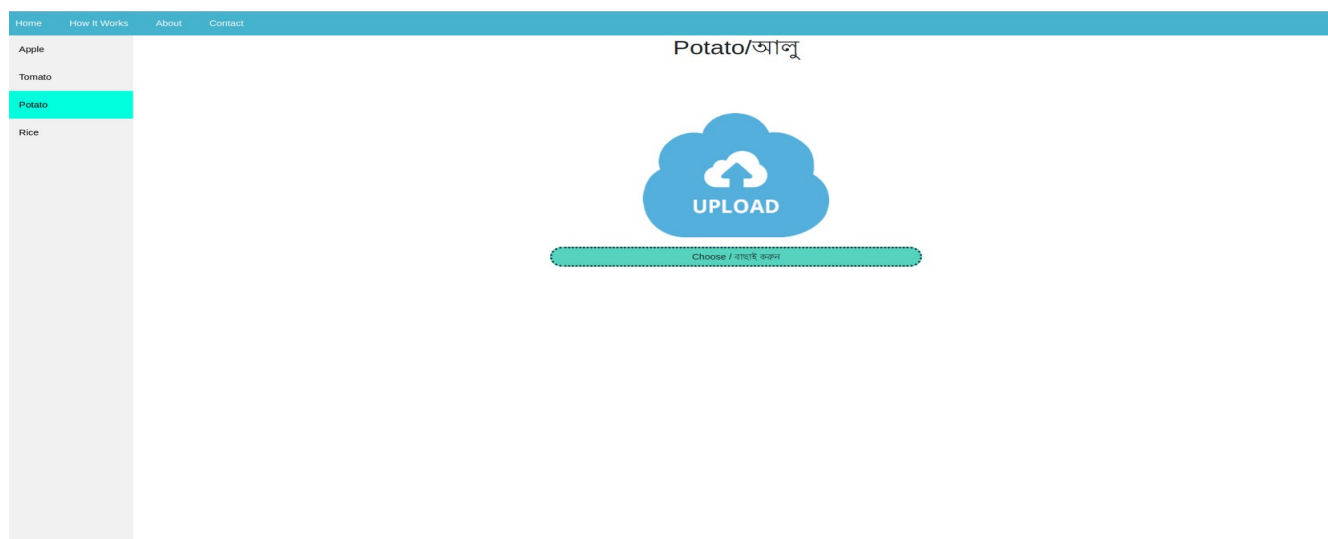 Home How It Works About Contact
Apple
Tomato
Potato
Rice
Potato/আলু
UPLOAD
Choose / বাছাই করুন